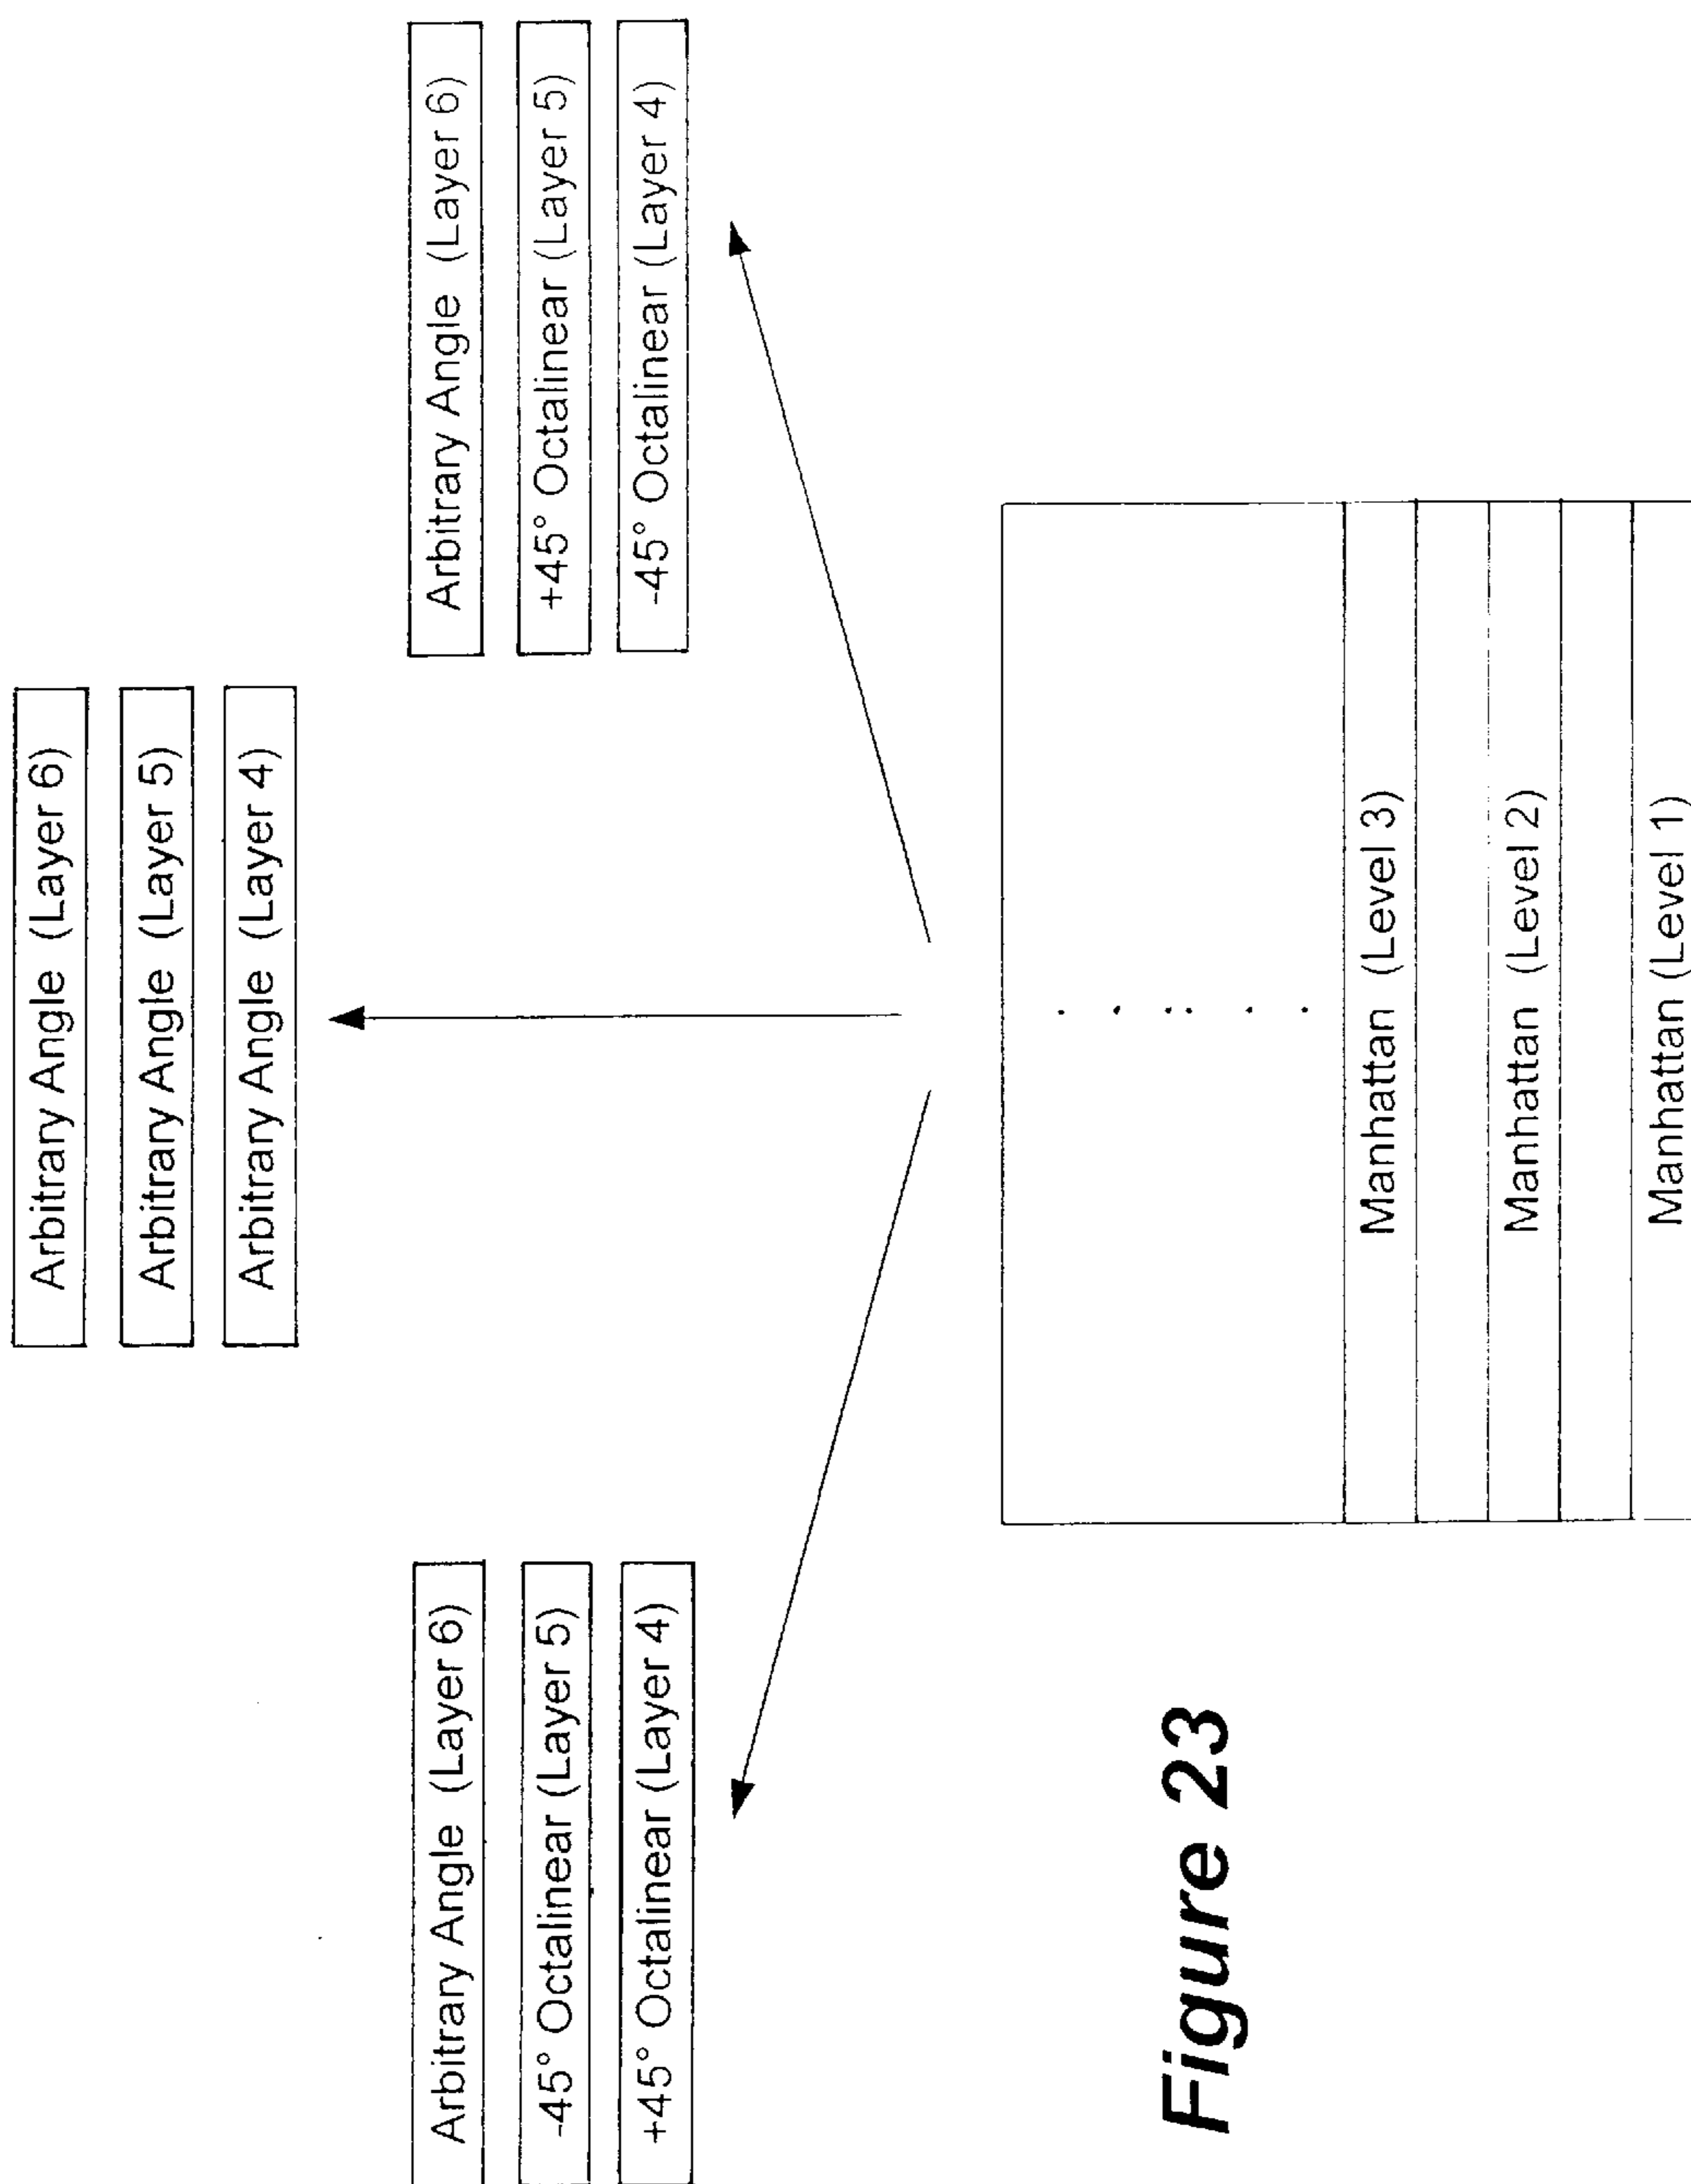 Arbitrary Angle (Layer 6)
Arbitrary Angle (Layer 5)
Arbitrary Angle (Layer 4)
Arbitrary Angle (Layer 6)
-45° Octalinear (Layer 5)
+45° Octalinear (Layer 4)
Arbitrary Angle (Layer 6)
+45° Octalinear (Layer 5)
-45° Octalinear (Layer 4)
Manhattan (Level 3)
Manhattan (Level 2)
Manhattan (Level 1)
Figure 23